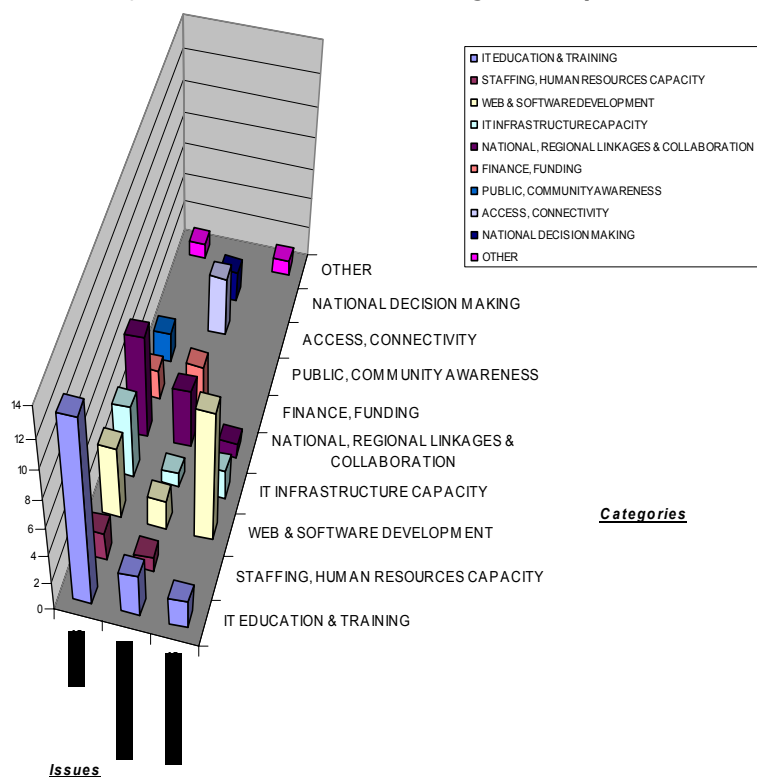 IT EDUCATION & TRAINING
STAFFING, HUMAN RESOURCES CAPACITY
WEB & SOFTWARE DEVELOPMENT
IT INFRASTRUCTURE CAPACITY
NATIONAL, REGIONAL LINKAGES & COLLABORATION
FINANCE, FUNDING
PUBLIC, COMMUNITY AWARENESS
ACCESS, CONNECTIVITY
NATIONAL DECISION MAKING
OTHER
OTHER
NATIONAL DECISION MAKING
ACCESS, CONNECTIVITY
PUBLIC, COMMUNITY AWARENESS
FINANCE, FUNDING
NATIONAL, REGIONAL LINKAGES &
COLLABORATION
IT INFRASTRUCTURE CAPACITY
WEB & SOFTWARE DEVELOPMENT
STAFFING, HUMAN RESOURCES CAPACITY
IT EDUCATION & TRAINING
14
12
10
8
6
4
2
0
Categories
Issues